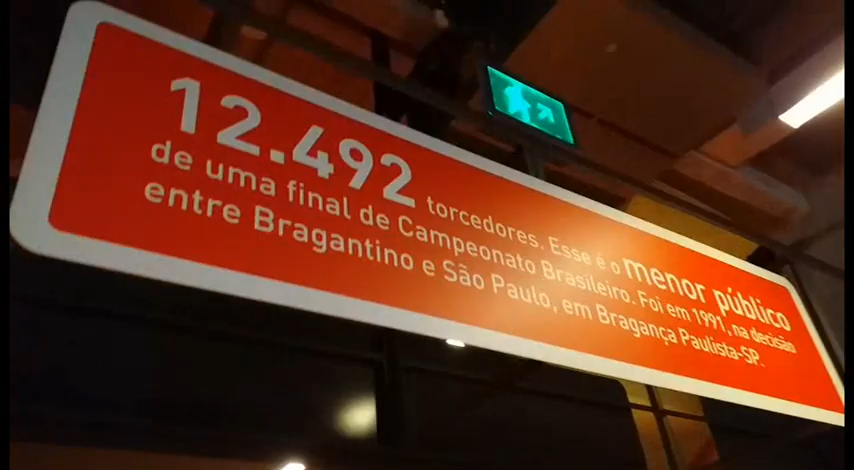 12.492 torcedores. Esse é o menor público
de uma final de Campeonato Brasileiro. Foi em 1991, na decisão
entre Bragantino e São Paulo, em Bragança Paulista-SP.